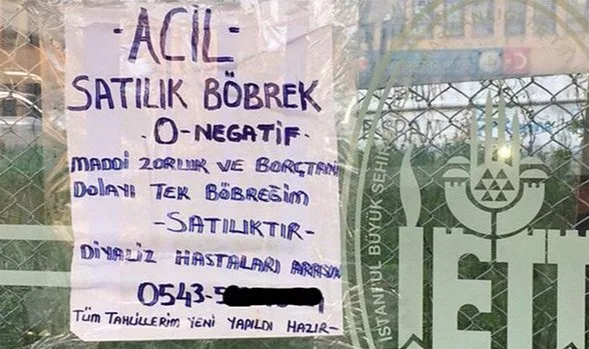 -ACİL-
SATILIK BÖBREK
-O-NEGATİF-
MADDİ ZORLUK VE BORÇTAN
DOLAYI TEK BÖBREĞİM
-SATILIKTIR-
DİYALİZ HASTALARI
0543-5
TÜM TAHLİLLERİM YENİ YAPILDI HAZIR-
İSTANBUL BÜYÜK ŞEHİR
İETT